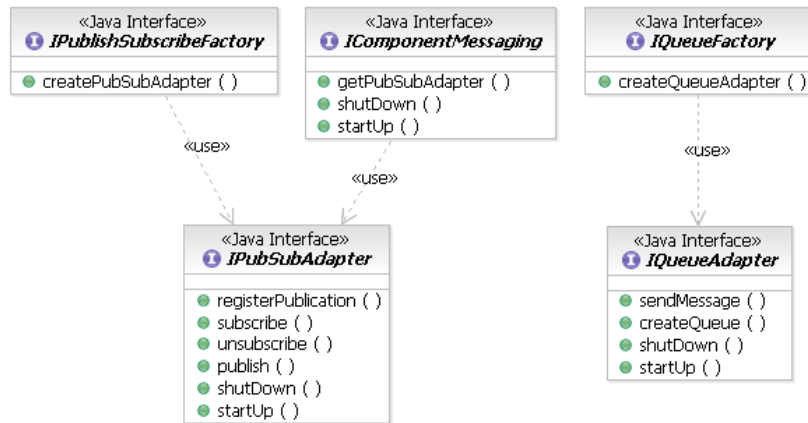 «Java Interface»
IPublishSubscribeFactory
createPubSubAdapter ( )
«Java Interface»
IComponentMessaging
getPubSubAdapter ( )
shutDown ( )
startUp ( )
«Java Interface»
IQueueFactory
createQueueAdapter ( )
«use»
«use»
«use»
«Java Interface»
IPubSubAdapter
registerPublication ( )
subscribe ( )
unsubscribe ( )
publish ( )
shutDown ( )
startUp ( )
«Java Interface»
IQueueAdapter
sendMessage ( )
createQueue ( )
shutDown ( )
startUp ( )